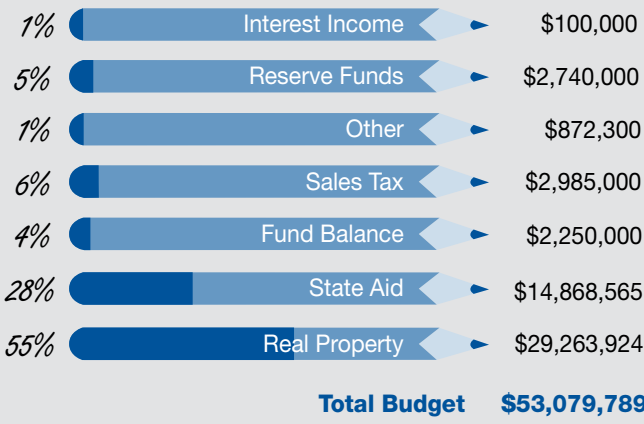 1% Interest Income $100,000
5% Reserve Funds $2,740,000
1% Other $872,300
6% Sales Tax $2,985,000
4% Fund Balance $2,250,000
28% State Aid $14,868,565
55% Real Property $29,263,924
Total Budget $53,079,789